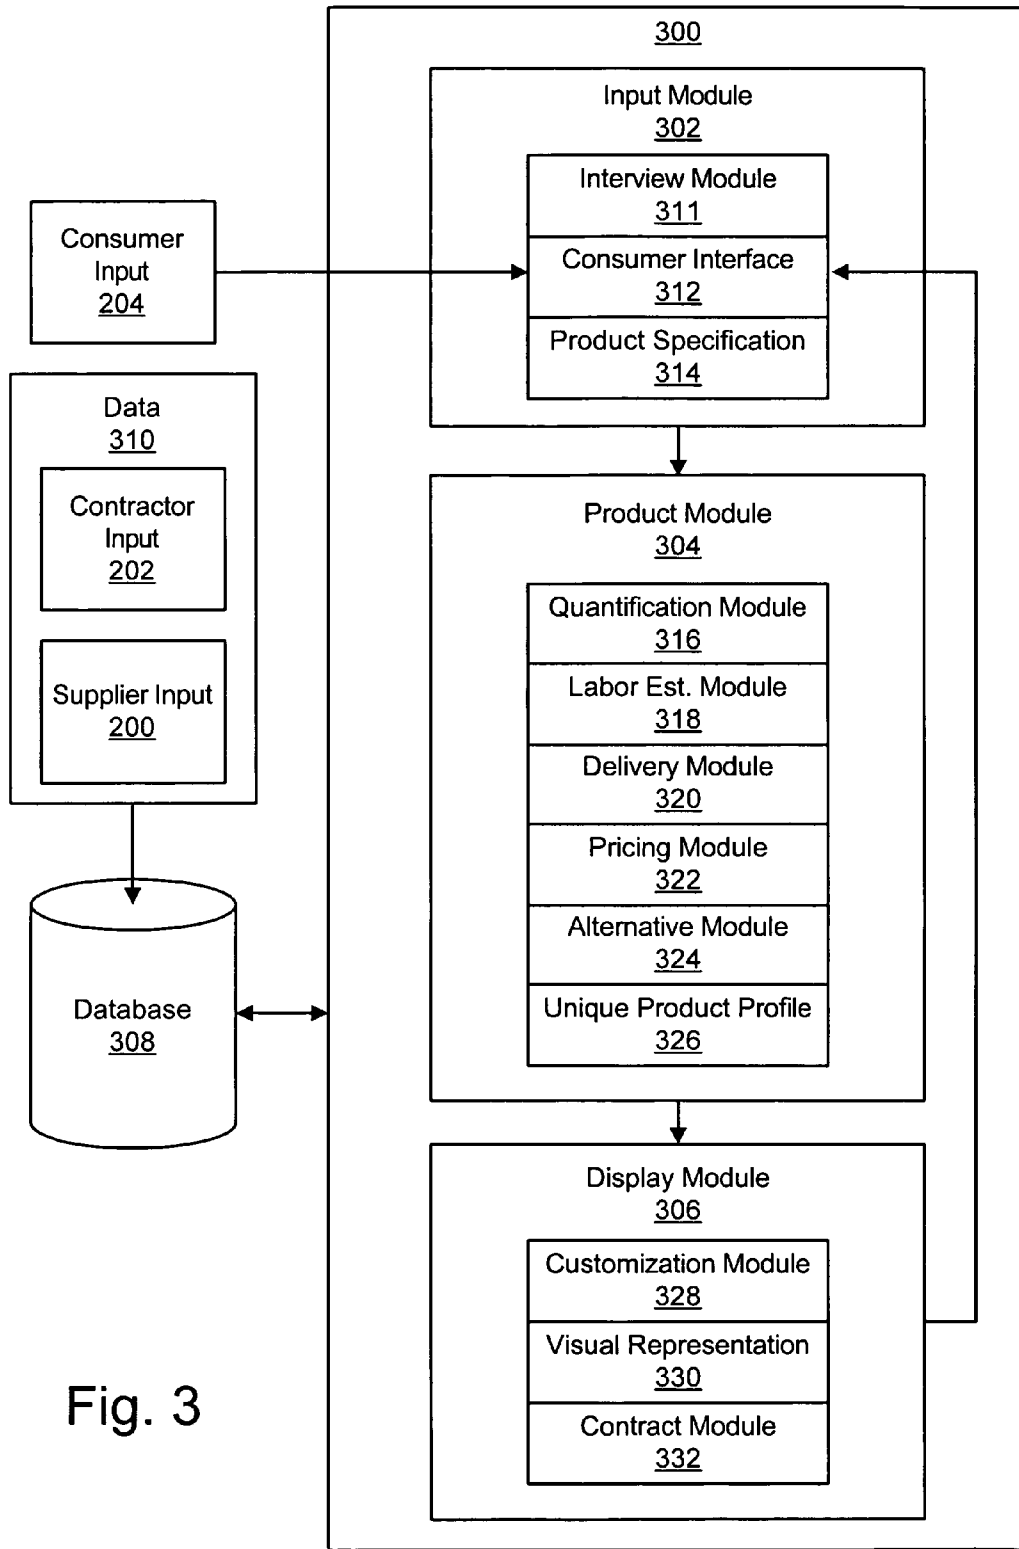 300
Input Module
302
Interview Module
311
Consumer Interface
312
Product Specification
314
Consumer
Input
204
Data
310
Contractor
Input
202
Supplier Input
200
Database
308
Product Module
304
Quantification Module
316
Labor Est. Module
318
Delivery Module
320
Pricing Module
322
Alternative Module
324
Unique Product Profile
326
Display Module
306
Customization Module
328
Visual Representation
330
Contract Module
332
Fig. 3